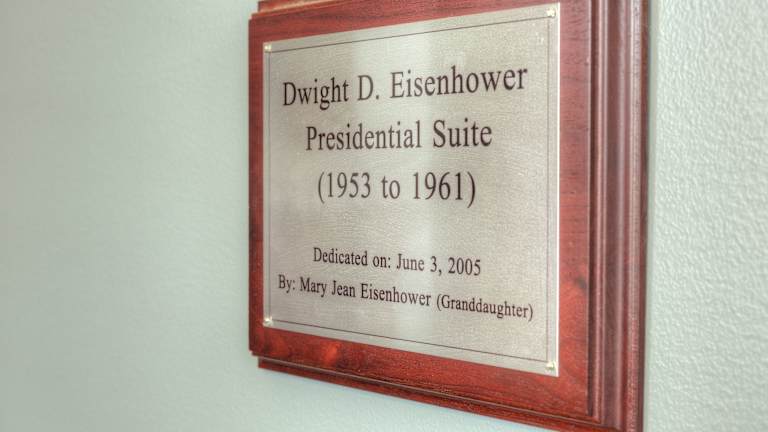 Dwight D. Eisenhower
Presidential Suite
(1953 to 1961)
Dedicated on: June 3, 2005
By: Mary Jean Eisenhower (Granddaughter)